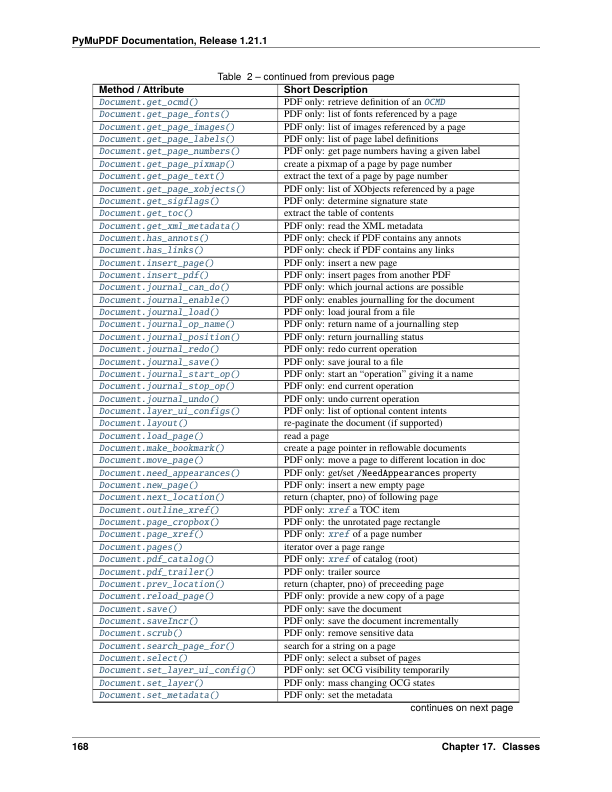 PyMuPDF Documentation, Release 1.21.1
Table 2 – continued from previous page
Method / Attribute Short Description
Document.get_ocmd() PDF only: retrieve definition of an OCMD
Document.get_page_fonts() PDF only: list of fonts referenced by a page
Document.get_page_images() PDF only: list of images referenced by a page
Document.get_page_labels() PDF only: list of page label definitions
Document.get_page_numbers() PDF only: get page numbers having a given label
Document.get_page_pixmap() create a pixmap of a page by page number
Document.get_page_text() extract the text of a page by page number
Document.get_page_xobjects() PDF only: list of XObjects referenced by a page
Document.get_sigflags() PDF only: determine signature state
Document.get_toc() extract the table of contents
Document.get_xml_metadata() PDF only: read the XML metadata
Document.has_annots() PDF only: check if PDF contains any annots
Document.has_links() PDF only: check if PDF contains any links
Document.insert_page() PDF only: insert a new page
Document.insert_pdf() PDF only: insert pages from another PDF
Document.journal_can_do() PDF only: which journal actions are possible
Document.journal_enable() PDF only: enables journalling for the document
Document.journal_load() PDF only: load joural from a file
Document.journal_op_name() PDF only: return name of a journalling step
Document.journal_position() PDF only: return journalling status
Document.journal_redo() PDF only: redo current operation
Document.journal_save() PDF only: save joural to a file
Document.journal_start_op() PDF only: start an “operation” giving it a name
Document.journal_stop_op() PDF only: end current operation
Document.journal_undo() PDF only: undo current operation
Document.layer_ui_configs() PDF only: list of optional content intents
Document.layout() re-paginate the document (if supported)
Document.load_page() read a page
Document.make_bookmark() create a page pointer in reflowable documents
Document.move_page() PDF only: move a page to different location in doc
Document.need_appearances() PDF only: get/set /NeedAppearances property
Document.new_page() PDF only: insert a new empty page
Document.next_location() return (chapter, pno) of following page
Document.outline_xref() PDF only: xref a TOC item
Document.page_cropbox() PDF only: the unrotated page rectangle
Document.page_xref() PDF only: xref of a page number
Document.pages() iterator over a page range
Document.pdf_catalog() PDF only: xref of catalog (root)
Document.pdf_trailer() PDF only: trailer source
Document.prev_location() return (chapter, pno) of preceeding page
Document.reload_page() PDF only: provide a new copy of a page
Document.save() PDF only: save the document
Document.saveIncr() PDF only: save the document incrementally
Document.scrub() PDF only: remove sensitive data
Document.search_page_for() search for a string on a page
Document.select() PDF only: select a subset of pages
Document.set_layer_ui_config() PDF only: set OCG visibility temporarily
Document.set_layer() PDF only: mass changing OCG states
Document.set_metadata() PDF only: set the metadata
continues on next page
168 Chapter 17. Classes